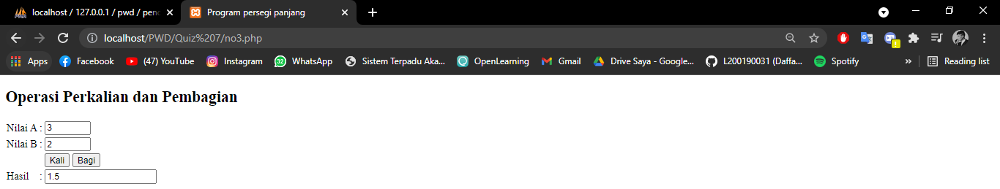 localhost / 127.0.0.1 / pwd / pend
Program persegi panjang
localhost/PWD/Quiz%207/no3.php
Apps Facebook (47) YouTube Instagram 32 WhatsApp Sistem Terpadu Aka... OpenLearning Gmail Drive Saya - Google... L200190031 (Daffa... Spotify » Reading list
Operasi Perkalian dan Pembagian
Nilai A : 3
Nilai B : 2
Kali Bagi
Hasil : 1.5